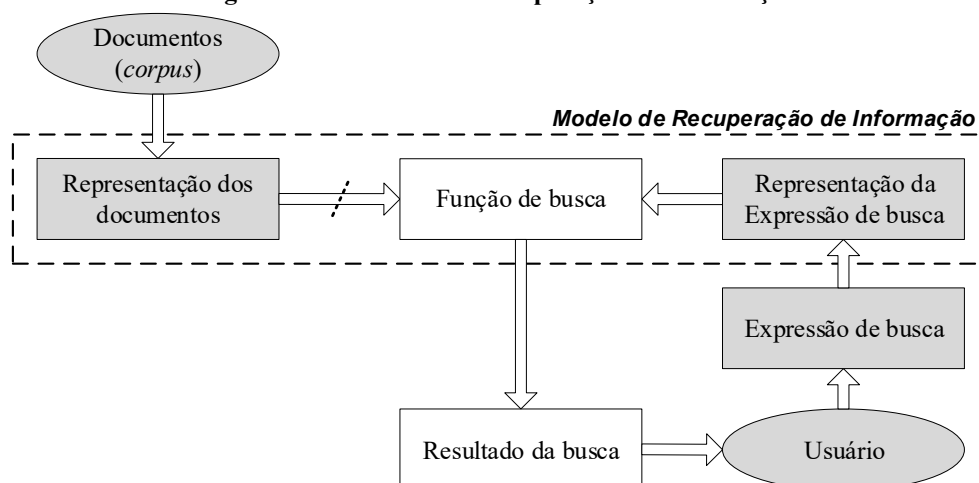 Documentos
(corpus)
Modelo de Recuperação de Informação
Representação dos
documentos
Função de busca
Representação da
Expressão de busca
Expressão de busca
Resultado da busca
Usuário